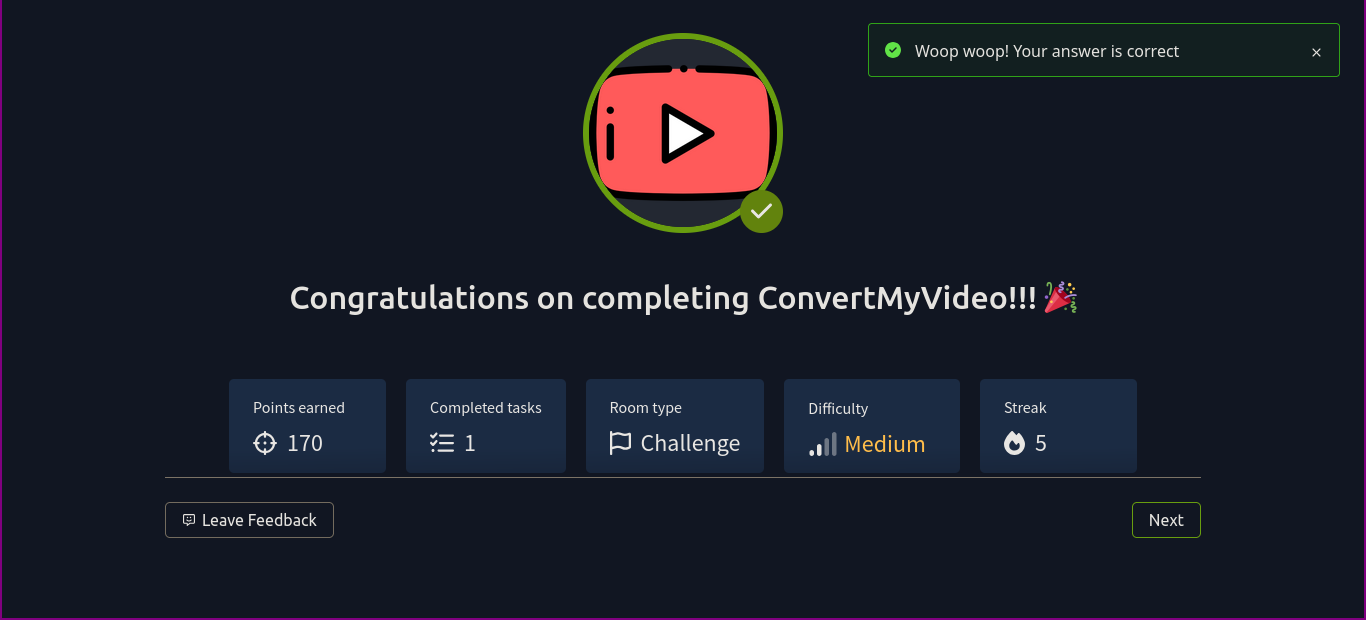 Woop woop! Your answer is correct
Congratulations on completing ConvertMyVideo!!! 🎉
Points earned
170
Completed tasks
1
Room type
Challenge
Difficulty
Medium
Streak
5
Leave Feedback
Next